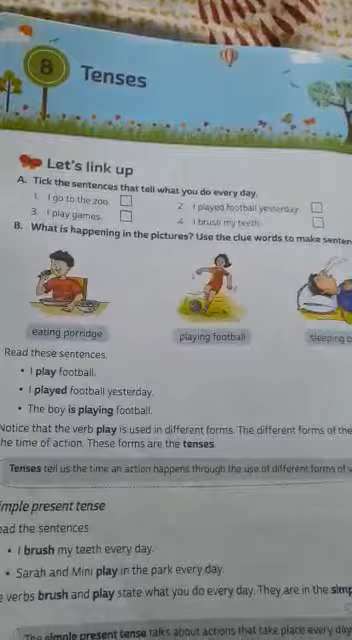 8
Tenses
Let's link up
A. Tick the sentences that tell what you do every day.
1. I go to the zoo.
2. I played football yesterday.
3. I play games.
4. I brush my teeth.
B. What is happening in the pictures? Use the clue words to make senten
eating porridge
playing football
sleeping o
Read these sentences.
• I play football.
• I played football yesterday.
• The boy is playing football.
Notice that the verb play is used in different forms. The different forms of the
he time of action. These forms are the tenses.
Tenses tell us the time an action happens through the use of different forms of v
imple present tense
ead the sentences
• I brush my teeth every day.
• Sarah and Mini play in the park every day.
e verbs brush and play state what you do every day. They are in the simp
The simple present tense talks about actions that take place every day